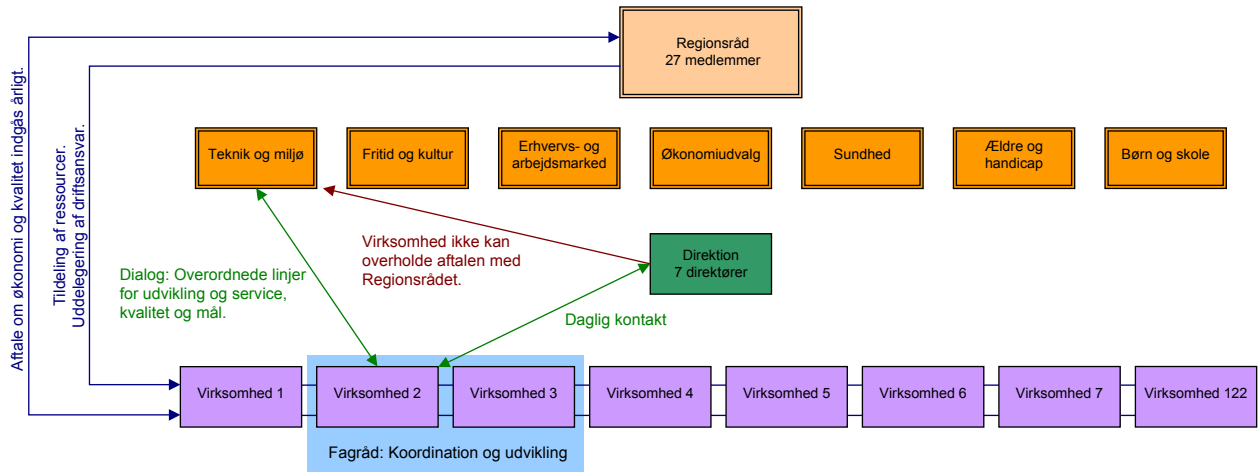 Regionsråd
27 medlemmer
Aftale om økonomi og kvalitet indgås årligt.
Tildeling af ressourcer.
Uddelegering af driftsansvar.
Teknik og miljø
Fritid og kultur
Erhvervs- og
arbejdsmarked
Økonomiudvalg
Sundhed
Ældre og
handicap
Børn og skole
Virksomhed ikke kan
overholde aftalen med
Regionsrådet.
Direktion
7 direktører
Dialog: Overordnede linjer
for udvikling og service,
kvalitet og mål.
Daglig kontakt
Virksomhed 1
Virksomhed 2
Virksomhed 3
Virksomhed 4
Virksomhed 5
Virksomhed 6
Virksomhed 7
Virksomhed 122
Fagråd: Koordination og udvikling